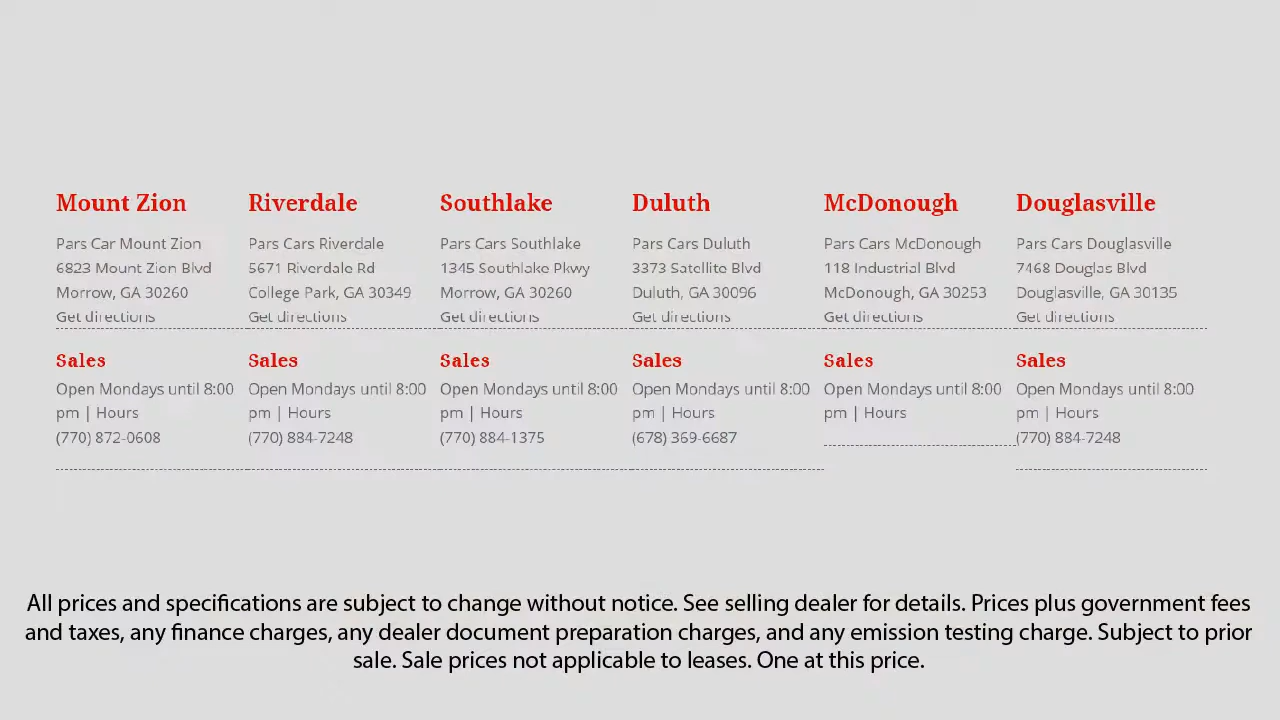 Mount Zion
Pars Car Mount Zion
6823 Mount Zion Blvd
Morrow, GA 30260
Get directions
Sales
Open Mondays until 8:00
pm | Hours
(770) 872-0608
Riverdale
Pars Cars Riverdale
5671 Riverdale Rd
College Park, GA 30349
Get directions
Sales
Open Mondays until 8:00
pm | Hours
(770) 884-7248
Southlake
Pars Cars Southlake
1345 Southlake Pkwy
Morrow, GA 30260
Get directions
Sales
Open Mondays until 8:00
pm | Hours
(770) 884-1375
Duluth
Pars Cars Duluth
3373 Satellite Blvd
Duluth, GA 30096
Get directions
Sales
Open Mondays until 8:00
pm | Hours
(678) 369-6687
McDonough
Pars Cars McDonough
118 Industrial Blvd
McDonough, GA 30253
Get directions
Sales
Open Mondays until 8:00
pm | Hours
Douglasville
Pars Cars Douglasville
7468 Douglas Blvd
Douglasville, GA 30135
Get directions
Sales
Open Mondays until 8:00
pm | Hours
(770) 884-7248
All prices and specifications are subject to change without notice. See selling dealer for details. Prices plus government fees
and taxes, any finance charges, any dealer document preparation charges, and any emission testing charge. Subject to prior
sale. Sale prices not applicable to leases. One at this price.